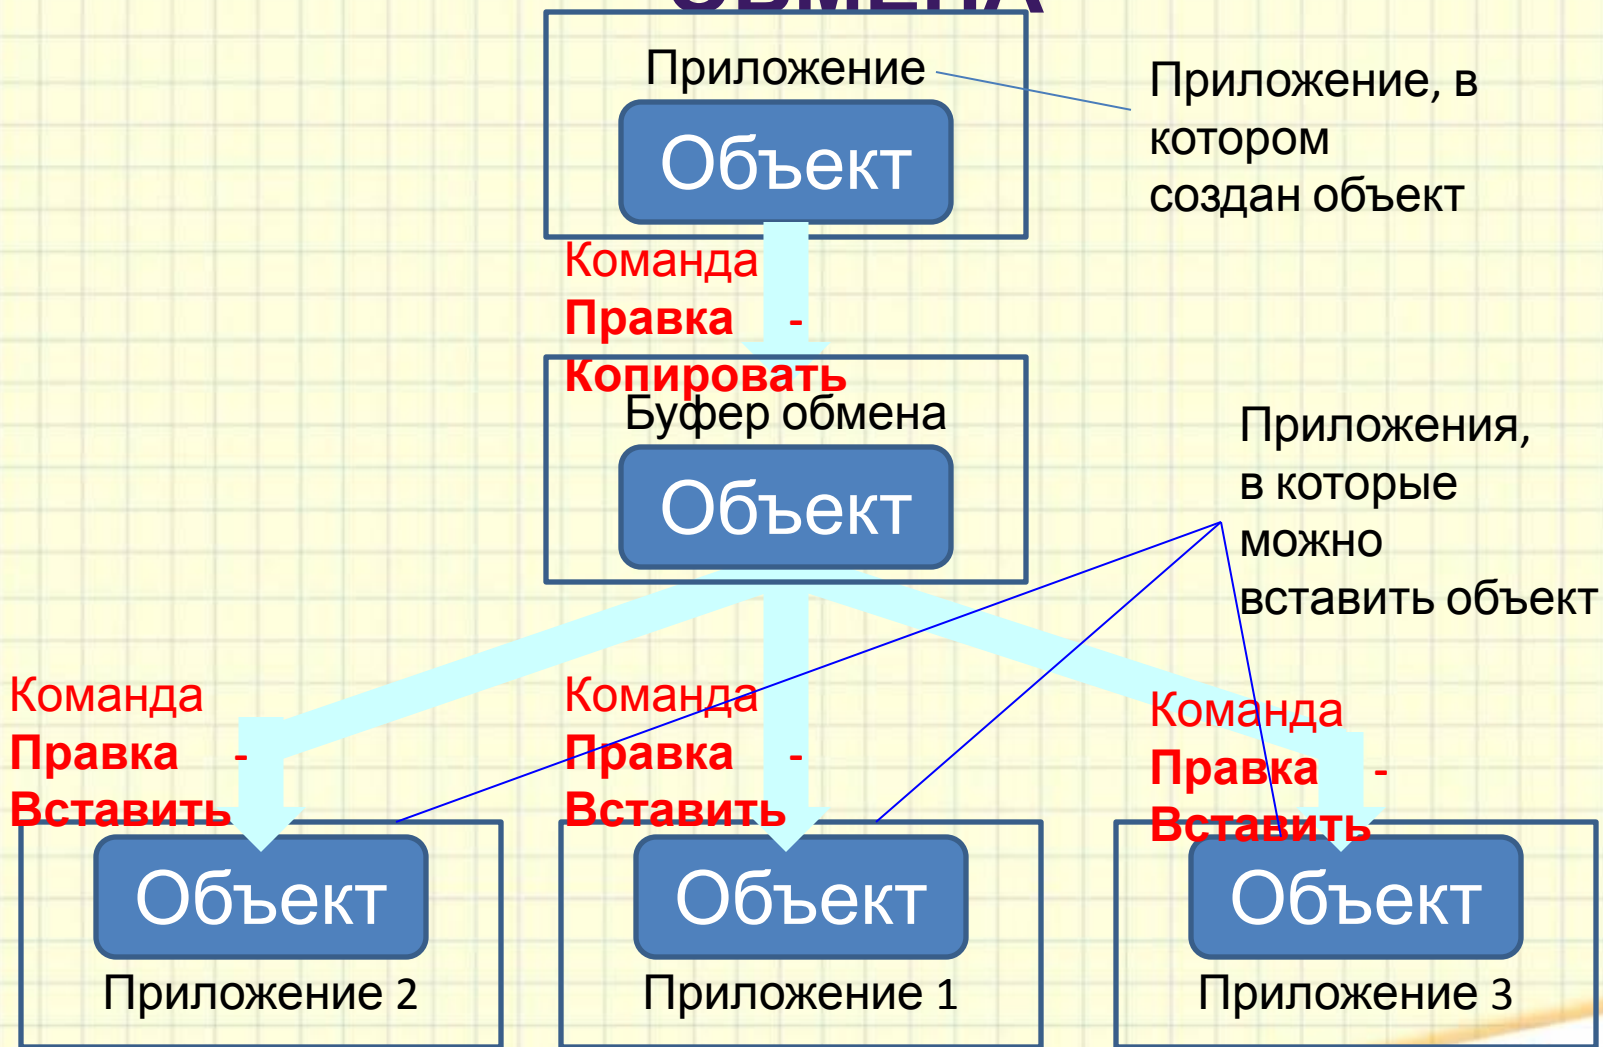 ОБМЕНА
Приложение
Объект
Приложение, в
котором
создан объект
Команда
Правка -
Копировать
Буфер обмена
Объект
Приложения,
в которые
можно
вставить объект
Команда
Правка -
Вставить
Объект
Приложение 2
Команда
Правка -
Вставить
Объект
Приложение 1
Команда
Правка -
Вставить
Объект
Приложение 3